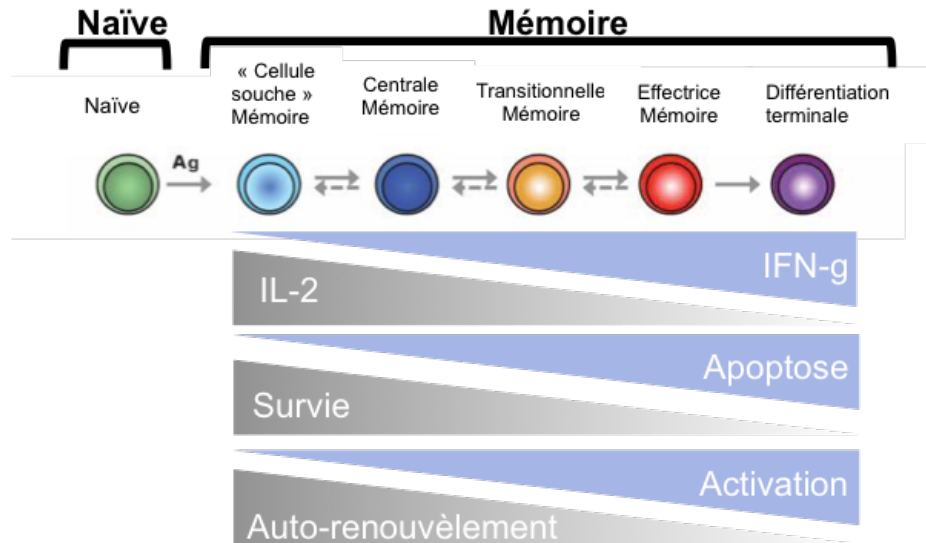 Naïve
Mémoire
Naïve
« Cellule
souche »
Mémoire
Centrale
Mémoire
Transitionnelle
Mémoire
Effectrice
Mémoire
Différentiation
terminale
Ag
IFN-g
IL-2
Apoptose
Survie
Activation
Auto-renouvèlement